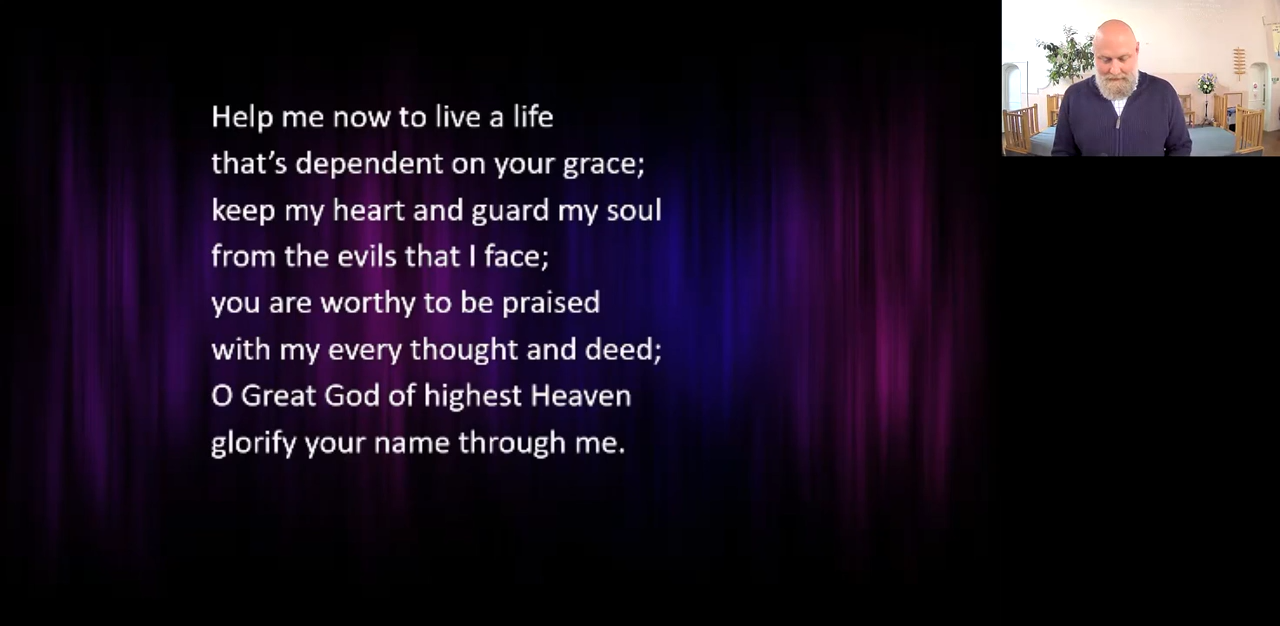 Help me now to live a life
that’s dependent on your grace;
keep my heart and guard my soul
from the evils that I face;
you are worthy to be praised
with my every thought and deed;
O Great God of highest Heaven
glorify your name through me.